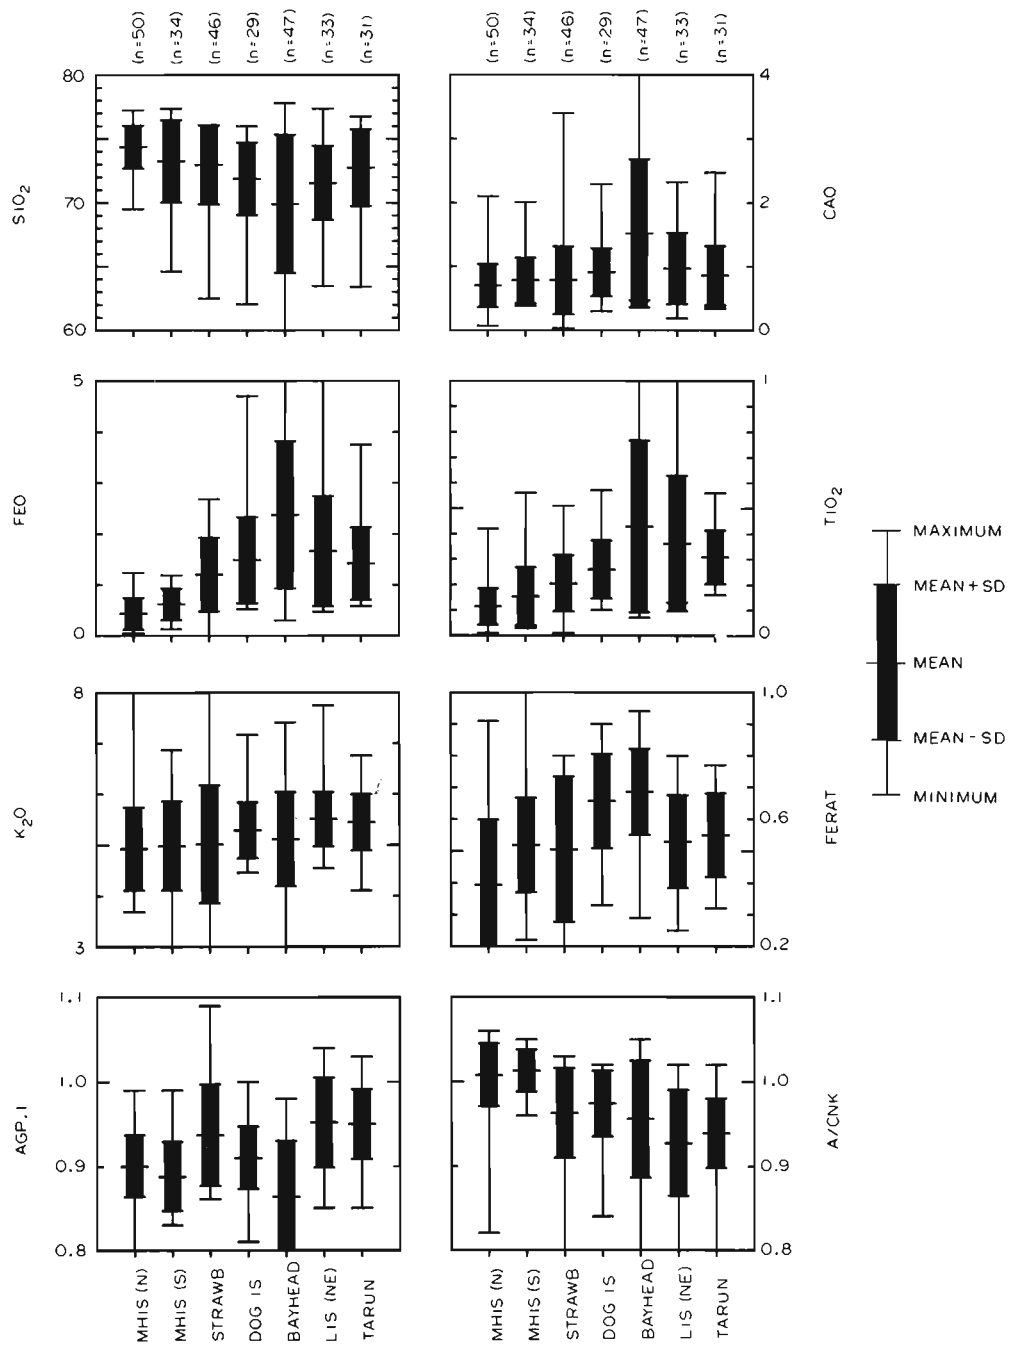 (n=50) (n=34) (n=46) (n=29) (n=47) (n=33) (n=31)
(n=50) (n=34) (n=46) (n=29) (n=47) (n=33) (n=31)
80
70
60
SIO2
4
2
0
CAO
5
0
FEO
1
0
TIO2
8
3
K2O
1.0
0.6
0.2
FERAT
1.1
1.0
0.9
0.8
AGP.I
1.1
1.0
0.9
0.8
A/CNK
MAXIMUM
MEAN+SD
MEAN
MEAN-SD
MINIMUM
MHIS (N) MHIS (S) STRAWB DOG IS BAYHEAD LIS (NE) TARUN
MHIS (N) MHIS (S) STRAWB DOG IS BAYHEAD LIS (NE) TARUN